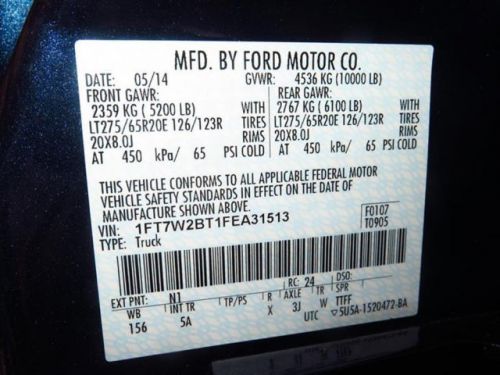 MFD. BY FORD MOTOR CO.
DATE: 05/14 GVWR: 4536 KG (10000 LB)
FRONT GAWR: REAR GAWR:
2359 KG ( 5200 LB) WITH 2767 KG ( 6100 LB) WITH
LT275/65R20E 126/123R TIRES LT275/65R20E 126/123R TIRES
20X8.0J RIMS 20X8.0J RIMS
AT 450 kPa/ 65 PSI COLD AT 450 kPa/ 65 PSI COLD
THIS VEHICLE CONFORMS TO ALL APPLICABLE FEDERAL MOTOR
VEHICLE SAFETY STANDARDS IN EFFECT ON THE DATE OF
MANUFACTURE SHOWN ABOVE.
VIN: 1FT7W2BT1FEA31513 F0107
TYPE: Truck T0905
EXT PNT: N1 RC: 24 DSO:
WB INT TR TP/PS R AXLE TR SPR
156 5A X 3J W TTFF
UTC 5U5A-1520472-BA